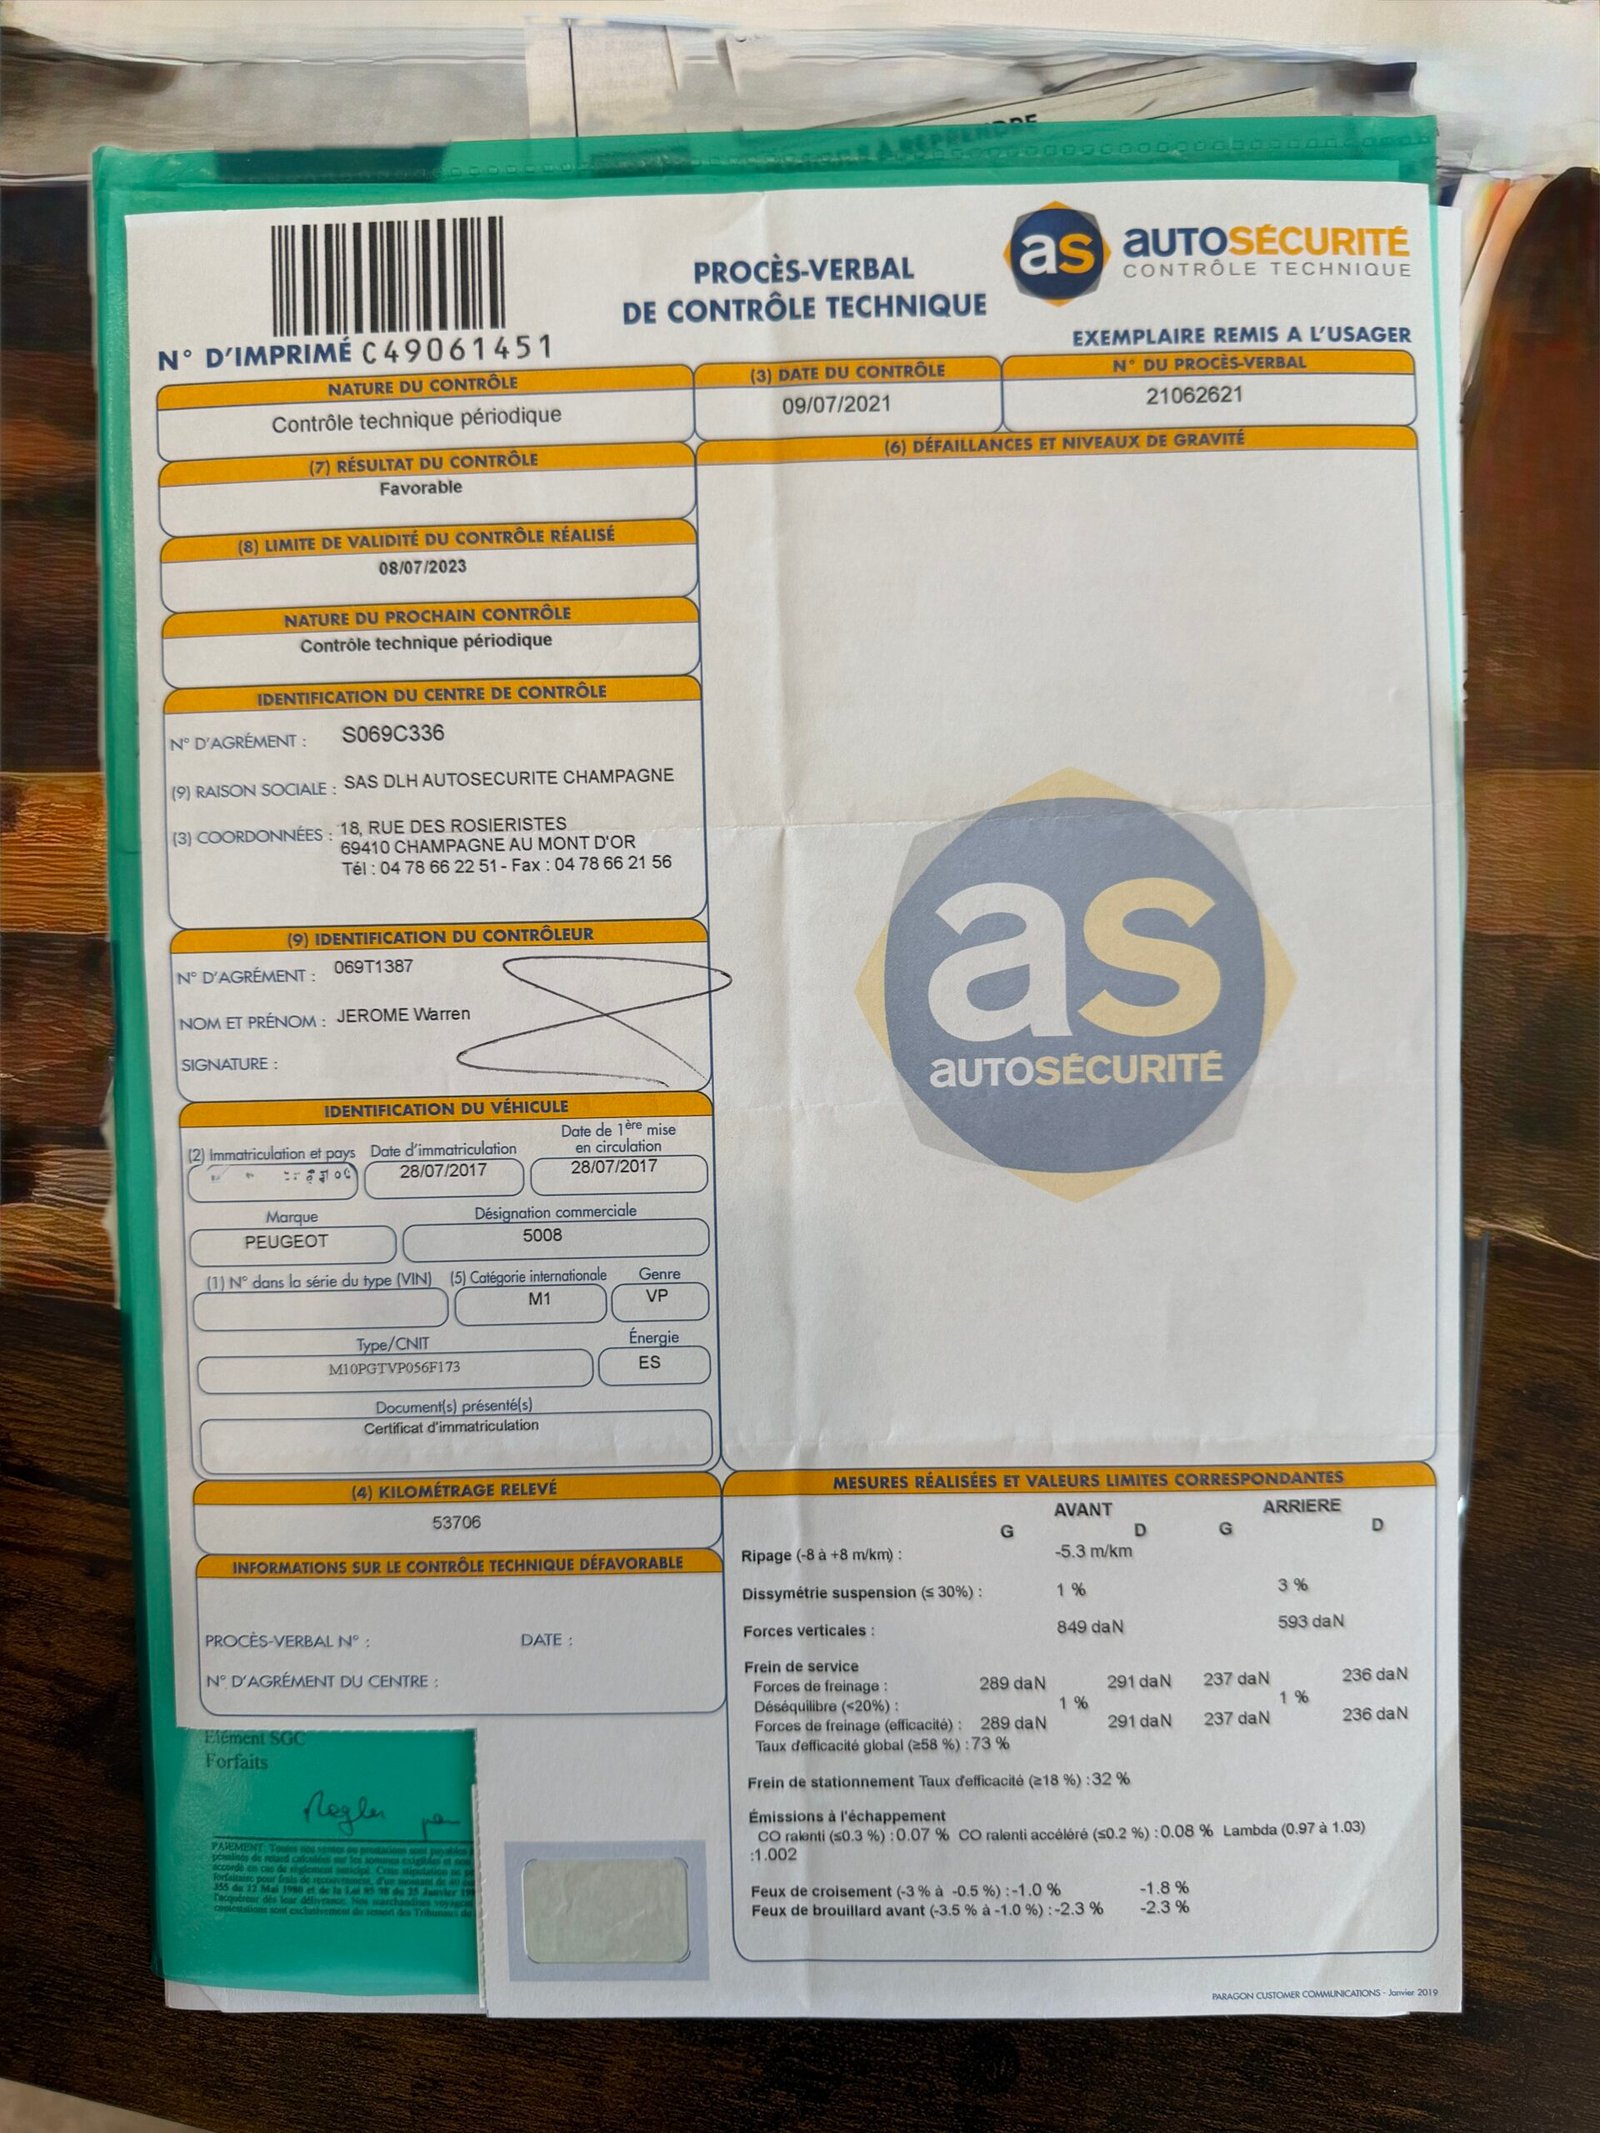 PRENDRE
as
AUTOSÉCURITÉ
CONTRÔLE TECHNIQUE
PROCÈS-VERBAL
DE CONTRÔLE TECHNIQUE
N° D'IMPRIMÉ C49061451
EXEMPLAIRE REMIS A L'USAGER
NATURE DU CONTRÔLE
Contrôle technique périodique
(3) DATE DU CONTRÔLE
09/07/2021
N° DU PROCÈS-VERBAL
21062621
(7) RÉSULTAT DU CONTRÔLE
Favorable
(6) DÉFAILLANCES ET NIVEAUX DE GRAVITÉ
(8) LIMITE DE VALIDITÉ DU CONTRÔLE RÉALISÉ
08/07/2023
NATURE DU PROCHAIN CONTRÔLE
Contrôle technique périodique
IDENTIFICATION DU CENTRE DE CONTRÔLE
N° D'AGRÉMENT : S069C336
(9) RAISON SOCIALE : SAS DLH AUTOSECURITE CHAMPAGNE
(3) COORDONNÉES : 18, RUE DES ROSIERISTES
69410 CHAMPAGNE AU MONT D'OR
Tél : 04 78 66 22 51 - Fax : 04 78 66 21 56
(9) IDENTIFICATION DU CONTRÔLEUR
N° D'AGRÉMENT : 069T1387
NOM ET PRÉNOM : JEROME Warren
SIGNATURE :
as
AUTOSÉCURITÉ
IDENTIFICATION DU VÉHICULE
(2) Immatriculation et pays Date d'immatriculation Date de 1ère mise en circulation
28/07/2017 28/07/2017
Marque Désignation commerciale
PEUGEOT 5008
(1) N° dans la série du type (VIN) (5) Catégorie internationale Genre
M1 VP
Type/CNIT Énergie
M10PGTVP056F173 ES
Document(s) présenté(s)
Certificat d'immatriculation
(4) KILOMÉTRAGE RELEVÉ
53706
INFORMATIONS SUR LE CONTRÔLE TECHNIQUE DÉFAVORABLE
PROCÈS-VERBAL N° : DATE :
N° D'AGRÉMENT DU CENTRE :
MESURES RÉALISÉES ET VALEURS LIMITES CORRESPONDANTES
AVANT ARRIERE
G D G D
Ripage (-8 à +8 m/km) : -5.3 m/km
Dissymétrie suspension (≤ 30%) : 1 % 3 %
Forces verticales : 849 daN 593 daN
Frein de service
Forces de freinage : 289 daN 291 daN 237 daN 236 daN
Déséquilibre (<20%) : 1 % 1 %
Forces de freinage (efficacité) : 289 daN 291 daN 237 daN 236 daN
Taux d'efficacité global (≥58 %) : 73 %
Frein de stationnement Taux d'efficacité (≥18 %) : 32 %
Émissions à l'échappement
CO ralenti (≤0.3 %) : 0.07 % CO ralenti accéléré (≤0.2 %) : 0.08 % Lambda (0.97 à 1.03)
:1.002
Feux de croisement (-3 % à -0.5 %) : -1.0 % -1.8 %
Feux de brouillard avant (-3.5 % à -1.0 %) : -2.3 % -2.3 %
PARAGON CUSTOMER COMMUNICATIONS - Janvier 2019
Elément SGC
Forfaits